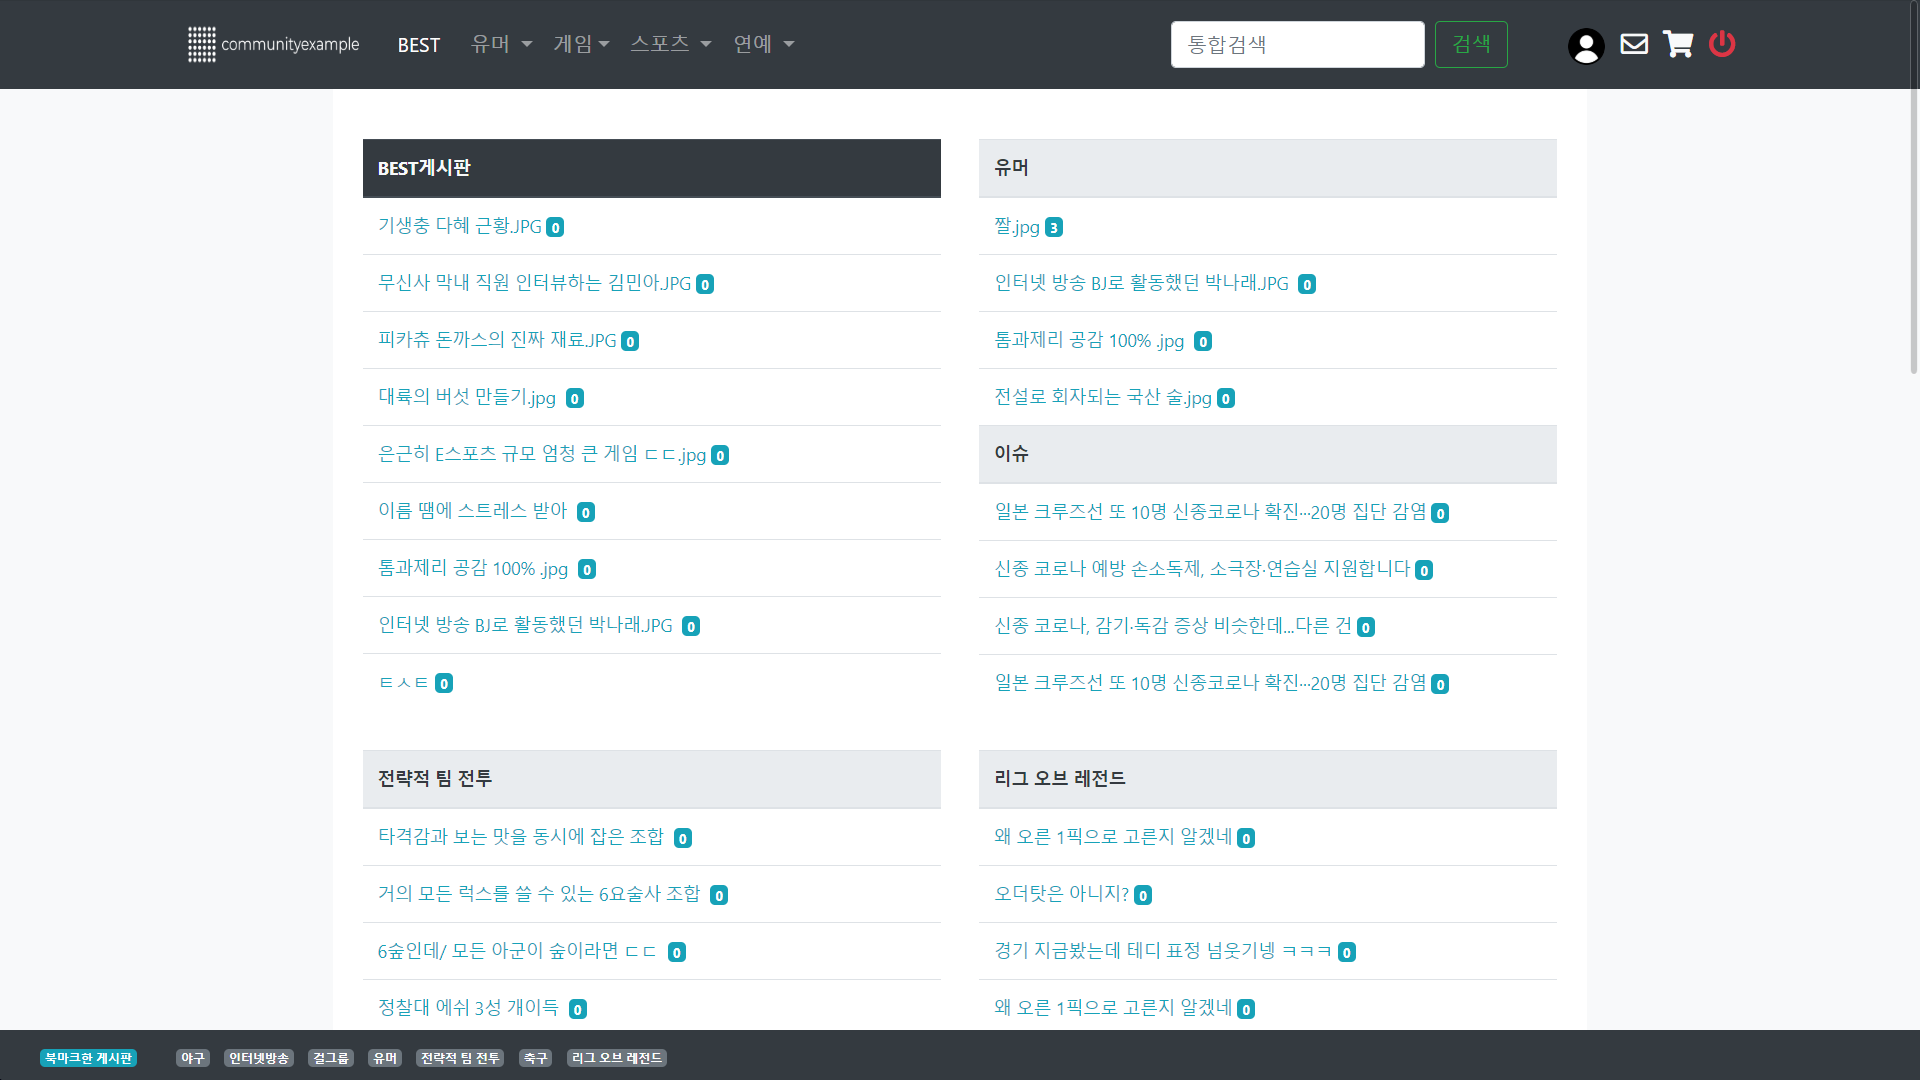 communityexample BEST 유머 게임 스포츠 연예 통합검색 검색
BEST게시판
기생충 다혜 근황.JPG 0
무신사 막내 직원 인터뷰하는 김민아.JPG 0
피카츄 돈까스의 진짜 재료.JPG 0
대륙의 버섯 만들기.jpg 0
은근히 E스포츠 규모 엄청 큰 게임 ㄷㄷ.jpg 0
이름 땜에 스트레스 받아 0
톰과제리 공감 100% .jpg 0
인터넷 방송 BJ로 활동했던 박나래.JPG 0
ㅌㅅㅌ 0
유머
짤.jpg 3
인터넷 방송 BJ로 활동했던 박나래.JPG 0
톰과제리 공감 100% .jpg 0
전설로 회자되는 국산 술.jpg 0
이슈
일본 크루즈선 또 10명 신종코로나 확진···20명 집단 감염 0
신종 코로나 예방 손소독제, 소극장·연습실 지원합니다 0
신종 코로나, 감기·독감 증상 비슷한데...다른 건 0
일본 크루즈선 또 10명 신종코로나 확진···20명 집단 감염 0
전략적 팀 전투
타격감과 보는 맛을 동시에 잡은 조합 0
거의 모든 럭스를 쓸 수 있는 6요술사 조합 0
6숲인데/ 모든 아군이 숲이라면 ㄷㄷ 0
정찰대 에쉬 3성 개이득 0
리그 오브 레전드
왜 오른 1픽으로 고른지 알겠네 0
오더탓은 아니지? 0
경기 지금봤는데 테디 표정 넘웃기넹 ㅋㅋㅋ 0
왜 오른 1픽으로 고른지 알겠네 0
북마크한 게시판 야구 인터넷방송 걸그룹 유머 전략적 팀 전투 축구 리그 오브 레전드